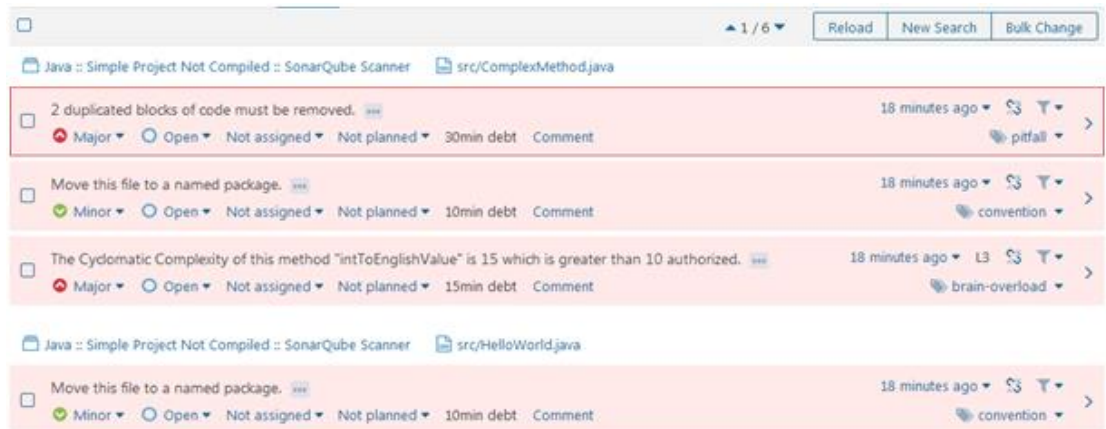 1 / 6 Reload New Search Bulk Change
Java :: Simple Project Not Compiled :: SonarQube Scanner src/ComplexMethod.java
2 duplicated blocks of code must be removed. ••• 18 minutes ago
Major Open Not assigned Not planned 30min debt Comment pitfall
Move this file to a named package. ••• 18 minutes ago
Minor Open Not assigned Not planned 10min debt Comment convention
The Cyclomatic Complexity of this method "intToEnglishValue" is 15 which is greater than 10 authorized. ••• 18 minutes ago L3
Major Open Not assigned Not planned 15min debt Comment brain-overload
Java :: Simple Project Not Compiled :: SonarQube Scanner src/HelloWorld.java
Move this file to a named package. ••• 18 minutes ago
Minor Open Not assigned Not planned 10min debt Comment convention